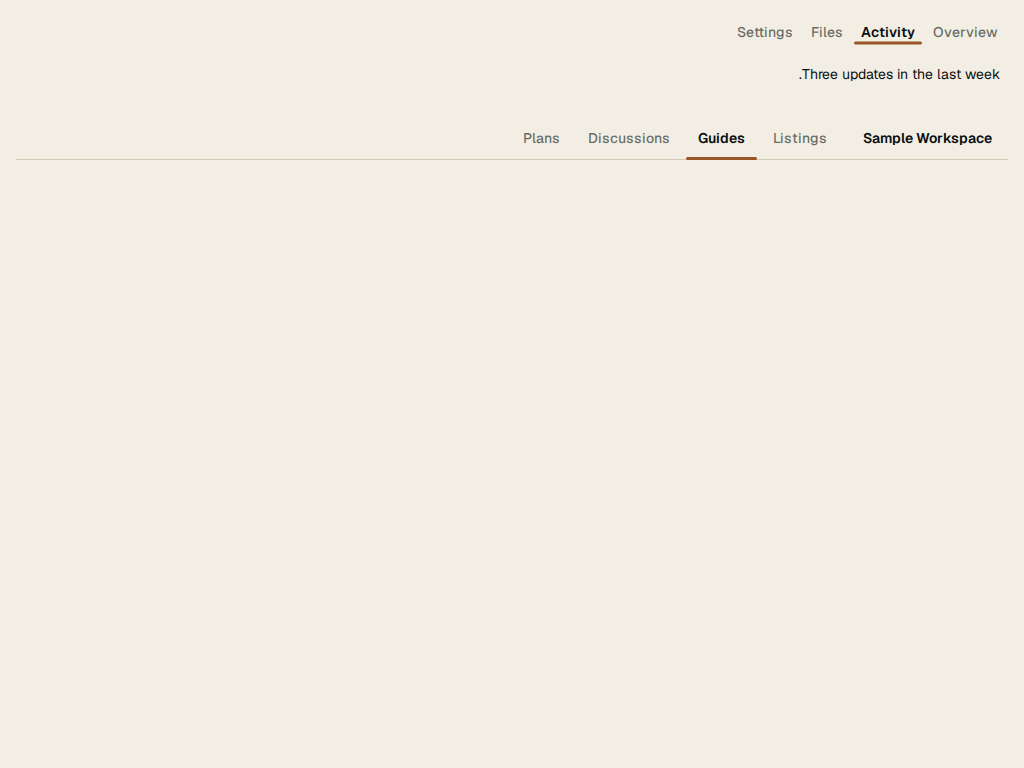 Settings Files Activity Overview
.Three updates in the last week
Plans Discussions Guides Listings Sample Workspace